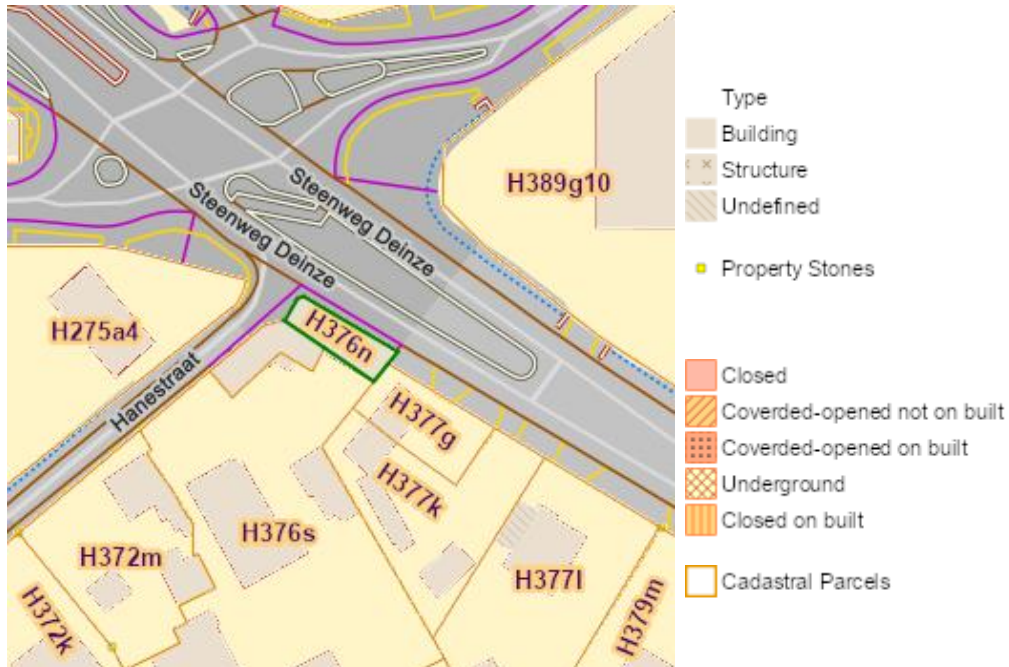 Steenweg Deinze
Steenweg Deinze
H389g10
H275a4
H376n
Hanestraat
H377g
H377k
H376s
H372m
H377l
H372k
H379m
Type
Building
Structure
Undefined
Property Stones
Closed
Coverded-opened not on built
Coverded-opened on built
Underground
Closed on built
Cadastral Parcels